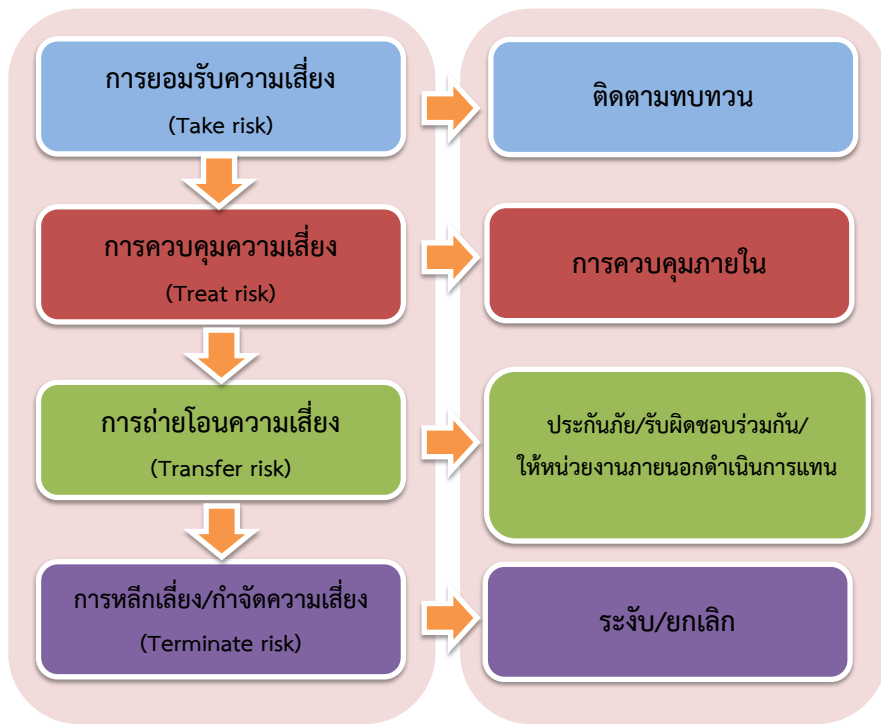 การยอมรับความเสี่ยง
(Take risk)
ติดตามทบทวน
การควบคุมความเสี่ยง
(Treat risk)
การควบคุมภายใน
การถ่ายโอนความเสี่ยง
(Transfer risk)
ประกันภัย/รับผิดชอบร่วมกัน/
ให้หน่วยงานภายนอกดำเนินการแทน
การหลีกเลี่ยง/กำจัดความเสี่ยง
(Terminate risk)
ระงับ/ยกเลิก